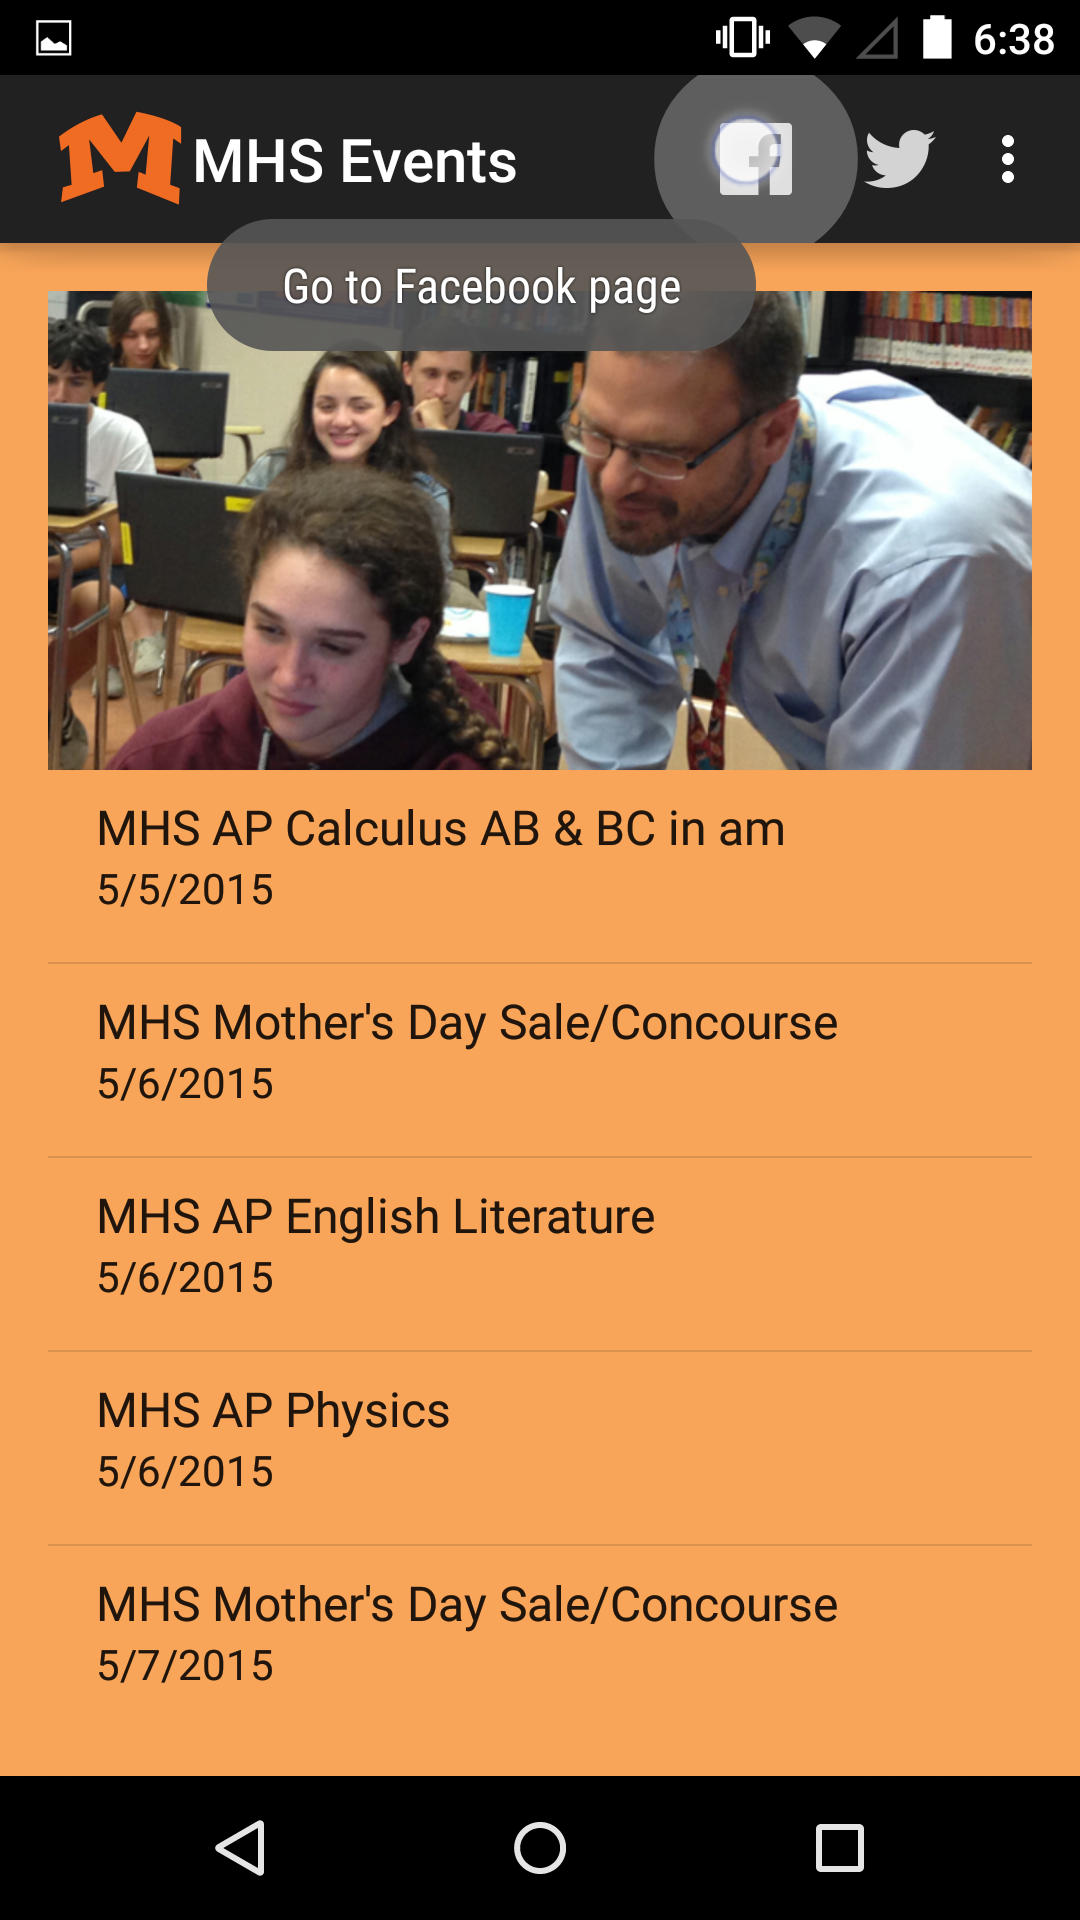 6:38
M MHS Events
Go to Facebook page
MHS AP Calculus AB & BC in am
5/5/2015
MHS Mother's Day Sale/Concourse
5/6/2015
MHS AP English Literature
5/6/2015
MHS AP Physics
5/6/2015
MHS Mother's Day Sale/Concourse
5/7/2015